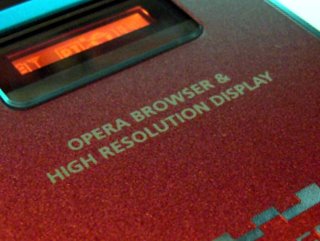 OPERA BROWSER &
HIGH RESOLUTION DISPLAY